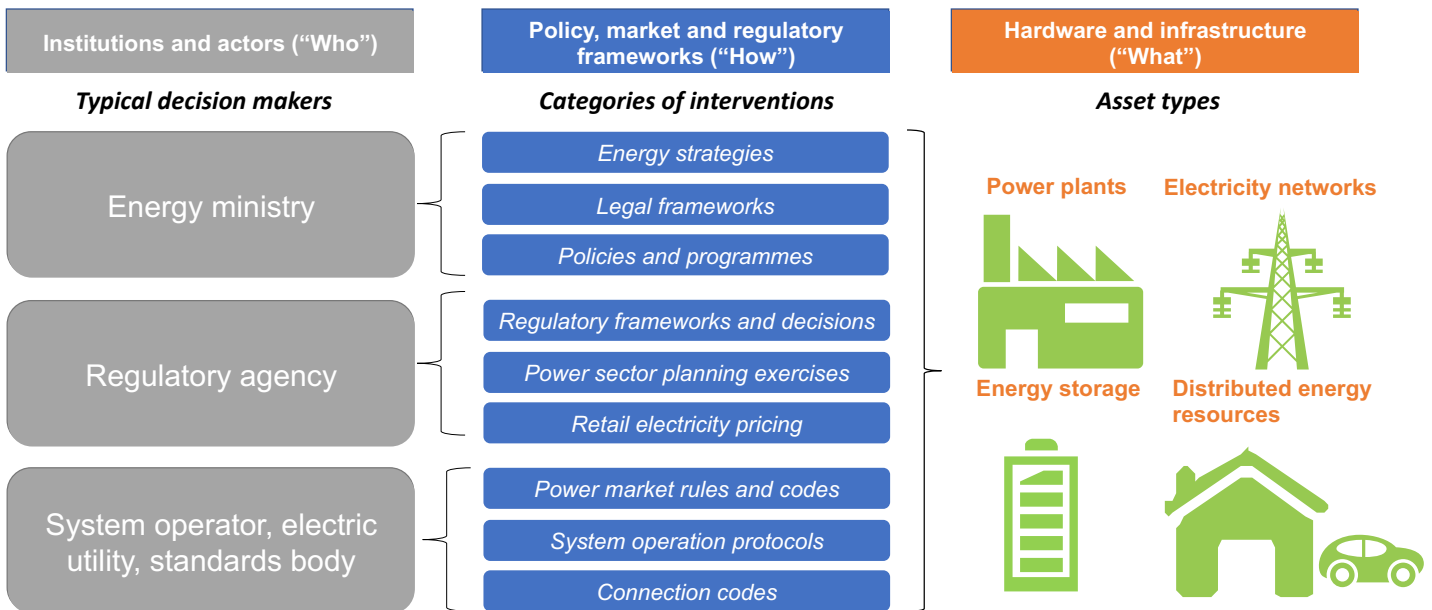 Institutions and actors (“Who”)
Policy, market and regulatory
frameworks (“How”)
Hardware and infrastructure
(“What”)
Typical decision makers
Categories of interventions
Asset types
Energy ministry
Energy strategies
Legal frameworks
Policies and programmes
Regulatory agency
Regulatory frameworks and decisions
Power sector planning exercises
Retail electricity pricing
System operator, electric
utility, standards body
Power market rules and codes
System operation protocols
Connection codes
Power plants
Electricity networks
Energy storage
Distributed energy
resources